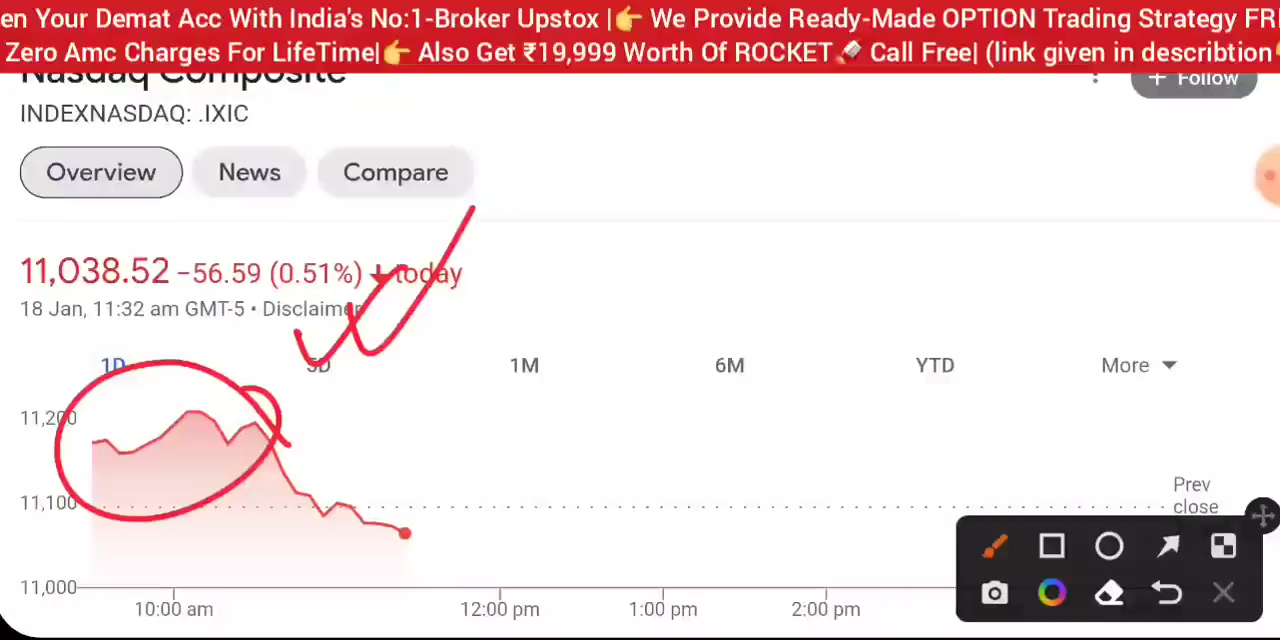 en Your Demat Acc With India's No:1-Broker Upstox |👉 We Provide Ready-Made OPTION Trading Strategy FR
Zero Amc Charges For LifeTime|👉 Also Get ₹19,999 Worth Of ROCKET🚀 Call Free| (link given in describtion
Nasdaq Composite
+ Follow
INDEXNASDAQ: .IXIC
Overview News Compare
11,038.52 −56.59 (0.51%) ↓ today
18 Jan, 11:32 am GMT-5 • Disclaimer
1D 5D 1M 6M YTD More
11,200
11,100
Prev close
11,000
10:00 am 12:00 pm 1:00 pm 2:00 pm